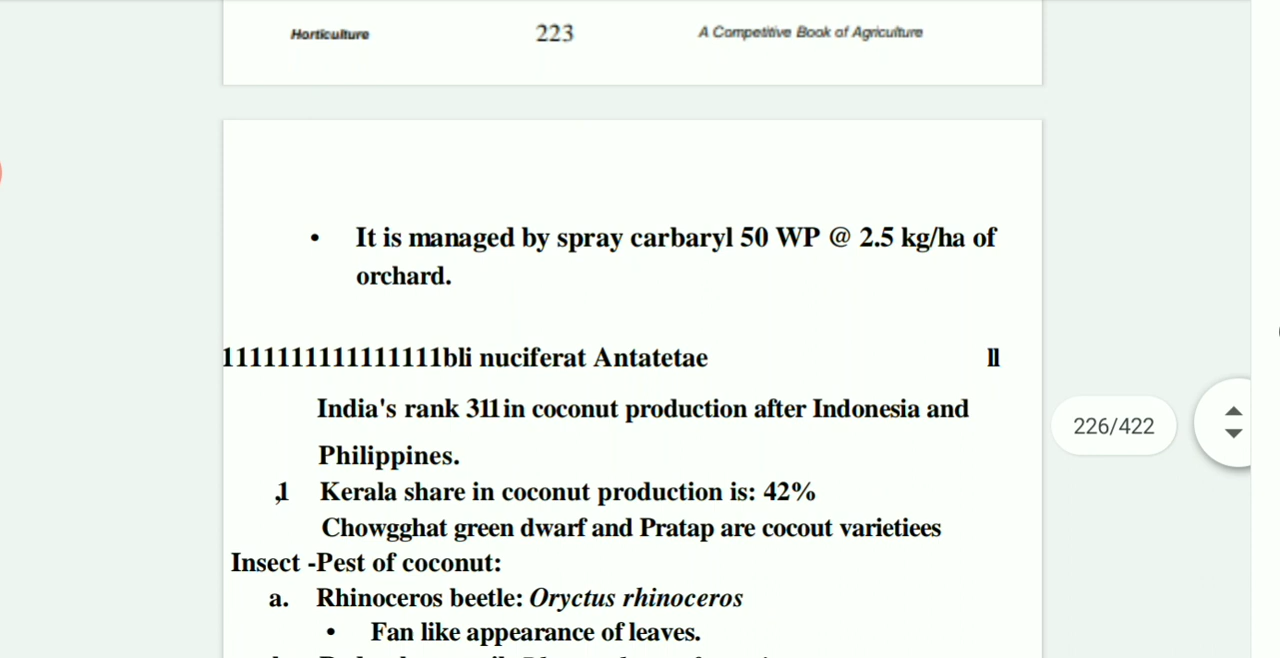 Horticulture 223 A Competitive Book of Agriculture
• It is managed by spray carbaryl 50 WP @ 2.5 kg/ha of
orchard.
1111111111111111bli nuciferat Antatetae ll
India's rank 311in coconut production after Indonesia and
Philippines.
,1 Kerala share in coconut production is: 42%
Chowgghat green dwarf and Pratap are cocout varietiees
Insect -Pest of coconut:
a. Rhinoceros beetle: Oryctus rhinoceros
• Fan like appearance of leaves.
226/422